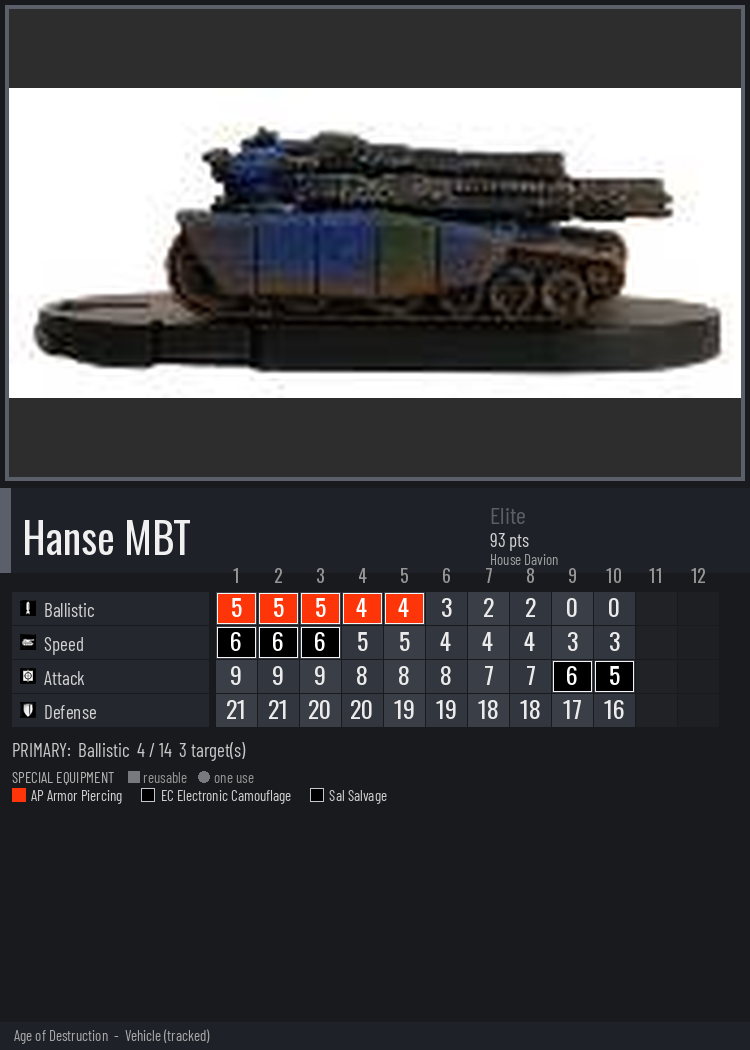 Hanse MBT
Elite
93 pts
House Davion
1 2 3 4 5 6 7 8 9 10 11 12
Ballistic 5 5 5 4 4 3 2 2 0 0
Speed 6 6 6 5 5 4 4 4 3 3
Attack 9 9 9 8 8 8 7 7 6 5
Defense 21 21 20 20 19 19 18 18 17 16
PRIMARY: Ballistic 4 / 14 3 target(s)
SPECIAL EQUIPMENT reusable one use
AP Armor Piercing EC Electronic Camouflage Sal Salvage
Age of Destruction - Vehicle (tracked)